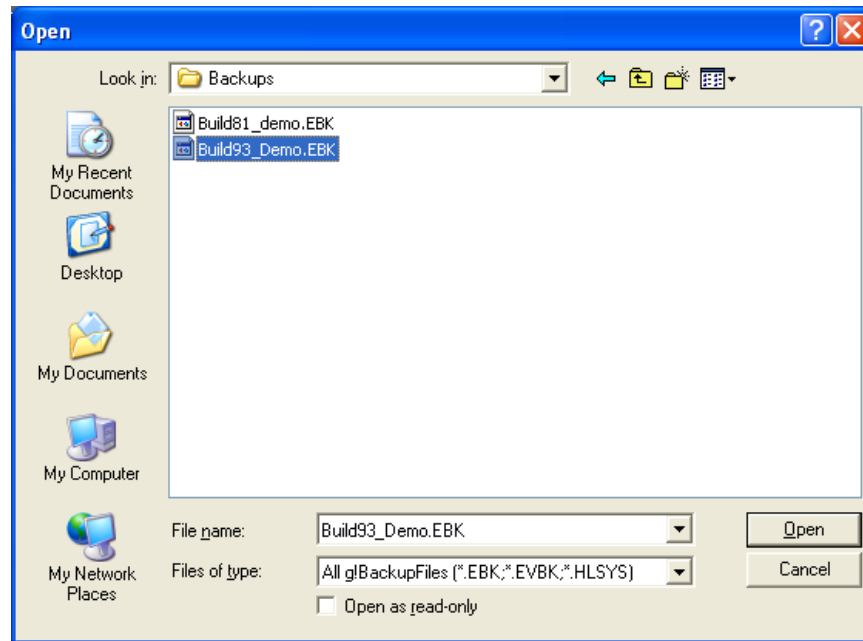 Open
Look in:
Backups
Build81_demo.EBK
Build93_Demo.EBK
My Recent
Documents
Desktop
My Documents
My Computer
My Network
Places
File name:
Build93_Demo.EBK
Open
Files of type:
All g!BackupFiles (*.EBK;*.EVBK;*.HLSYS)
Cancel
Open as read-only